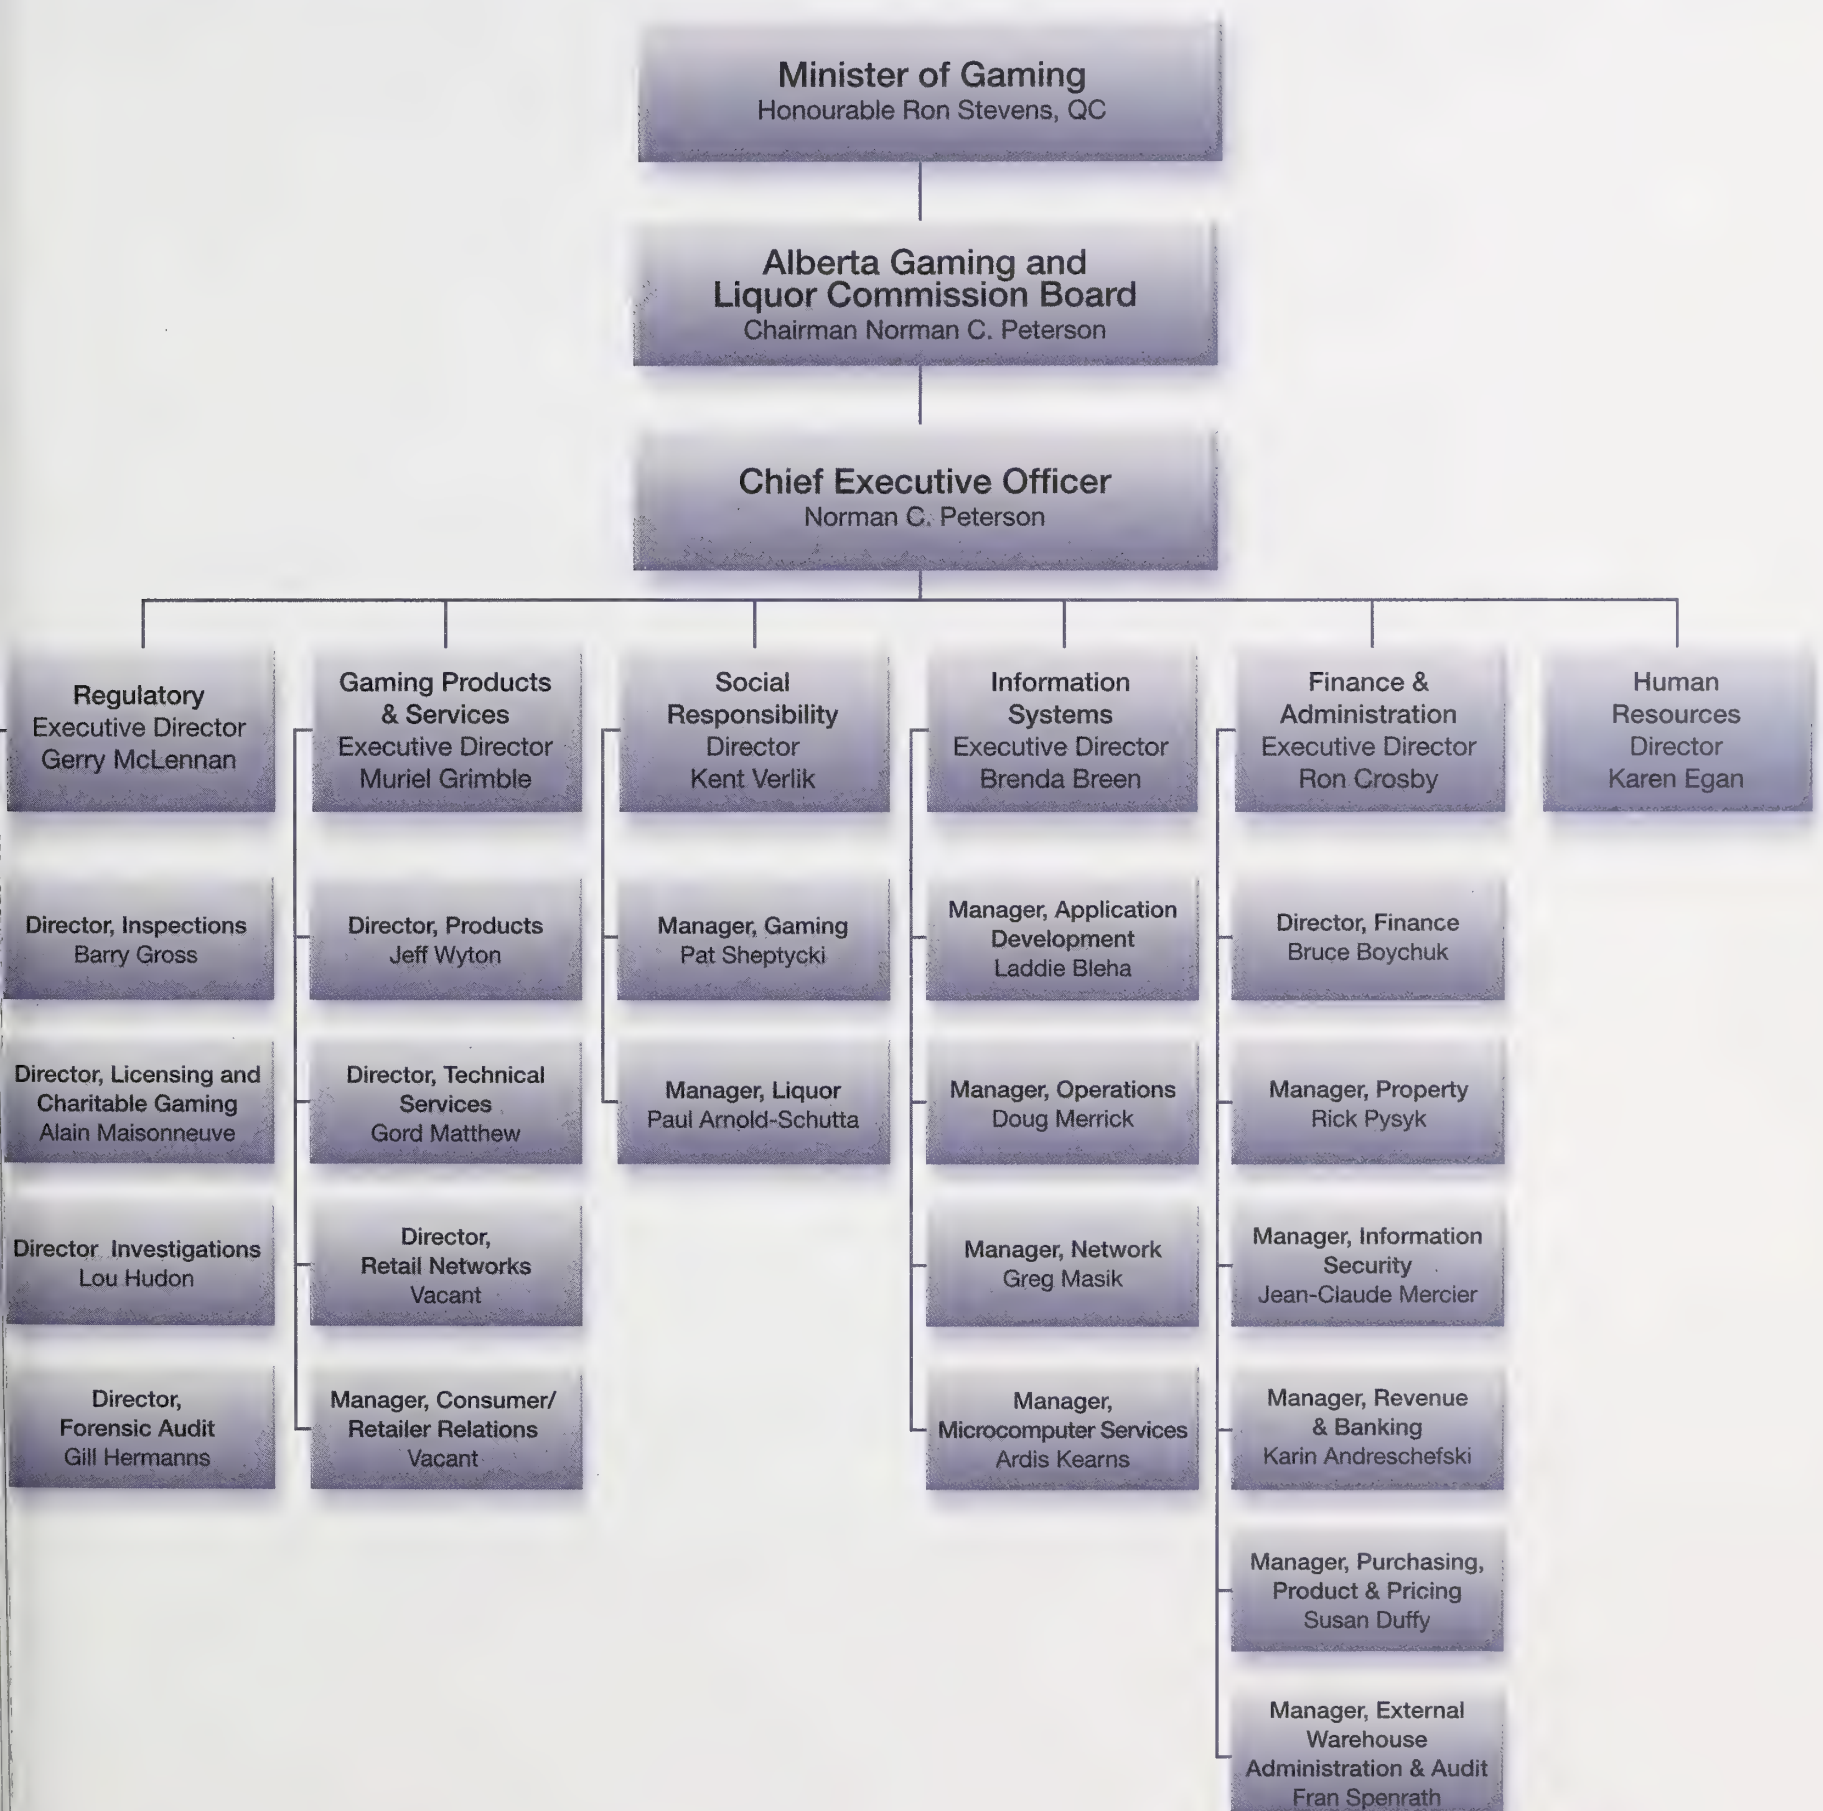 Minister of Gaming
Honourable Ron Stevens, QC
Alberta Gaming and
Liquor Commission Board
Chairman Norman C. Peterson
Chief Executive Officer
Norman C. Peterson
Regulatory
Executive Director
Gerry McLennan
Director, Inspections
Barry Gross
Director, Licensing and
Charitable Gaming
Alain Maisonneuve
Director Investigations
Lou Hudon
Director,
Forensic Audit
Gill Hermanns
Gaming Products
& Services
Executive Director
Muriel Grimble
Director, Products
Jeff Wyton
Director, Technical
Services
Gord Matthew
Director,
Retail Networks
Vacant
Manager, Consumer/
Retailer Relations
Vacant
Social
Responsibility
Director
Kent Verlik
Manager, Gaming
Pat Sheptycki
Manager, Liquor
Paul Arnold-Schutta
Information
Systems
Executive Director
Brenda Breen
Manager, Application
Development
Laddie Bleha
Manager, Operations
Doug Merrick
Manager, Network
Greg Masik
Manager,
Microcomputer Services
Ardis Kearns
Finance &
Administration
Executive Director
Ron Crosby
Director, Finance
Bruce Boychuk
Manager, Property
Rick Pysyk
Manager, Information
Security
Jean-Claude Mercier
Manager, Revenue
& Banking
Karin Andreschefski
Manager, Purchasing,
Product & Pricing
Susan Duffy
Manager, External
Warehouse
Administration & Audit
Fran Spenrath
Human
Resources
Director
Karen Egan